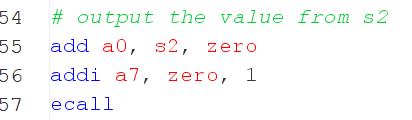 54 # output the value from s2
55 add a0, s2, zero
56 addi a7, zero, 1
57 ecall